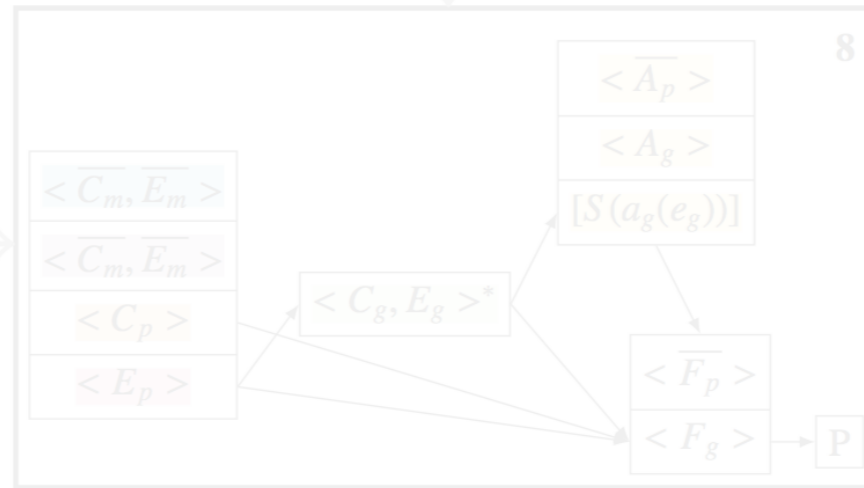 8
< \overline{A_p} >
< A_g >
[S(a_g(e_g))]
< \overline{C_m}, \overline{E_m} >
< \overline{C_m}, \overline{E_m} >
< C_p >
< E_p >
< C_g, E_g >*
< \overline{F_p} >
< F_g >
P